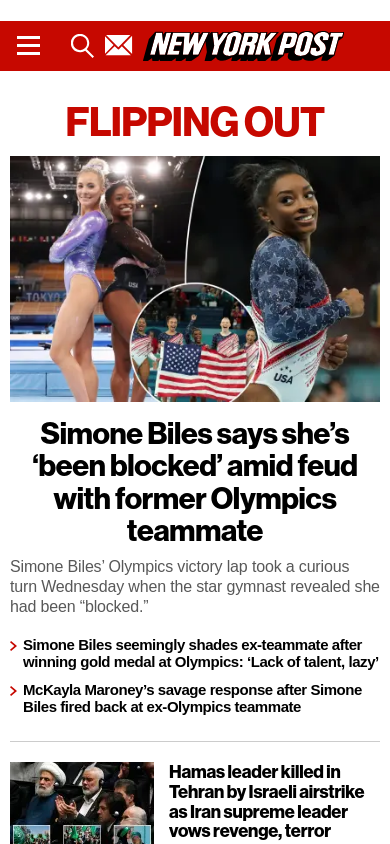 NEW YORK POST
FLIPPING OUT
TOKYO
USA
Simone Biles says she’s
‘been blocked’ amid feud
with former Olympics
teammate
Simone Biles’ Olympics victory lap took a curious
turn Wednesday when the star gymnast revealed she
had been “blocked.”
Simone Biles seemingly shades ex-teammate after
winning gold medal at Olympics: ‘Lack of talent, lazy’
McKayla Maroney’s savage response after Simone
Biles fired back at ex-Olympics teammate
Hamas leader killed in
Tehran by Israeli airstrike
as Iran supreme leader
vows revenge, terror